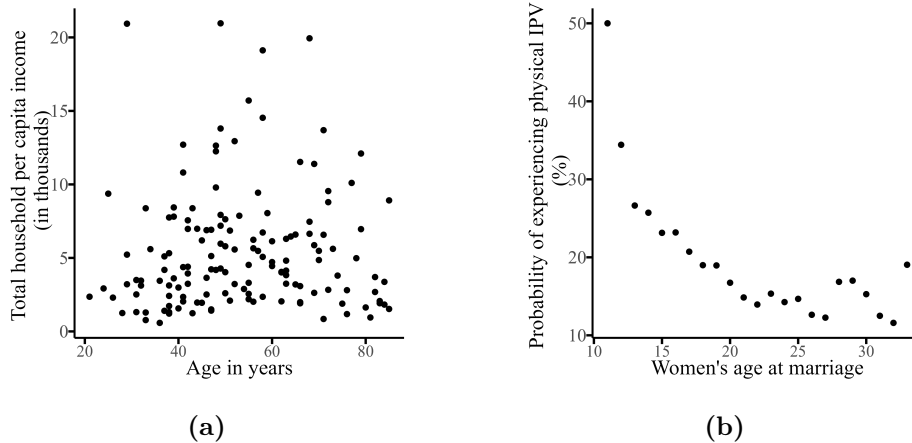 Total household per capita income
(in thousands)
20
15
10
5
0
20
40
60
80
Age in years
(a)
Probability of experiencing physical IPV
(%)
50
40
30
20
10
10
15
20
25
30
Women's age at marriage
(b)